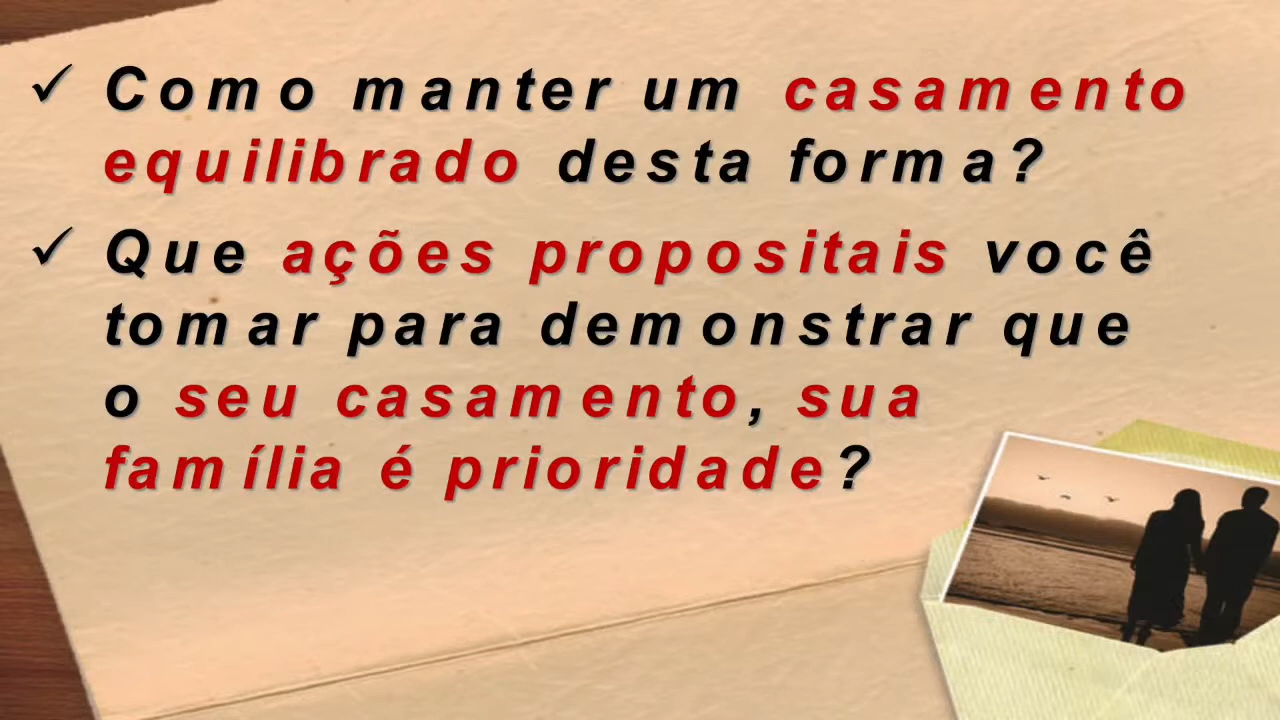 ✓ Como manter um casamento
equilibrado desta forma?
✓ Que ações propositais você
tomar para demonstrar que
o seu casamento, sua
família é prioridade?